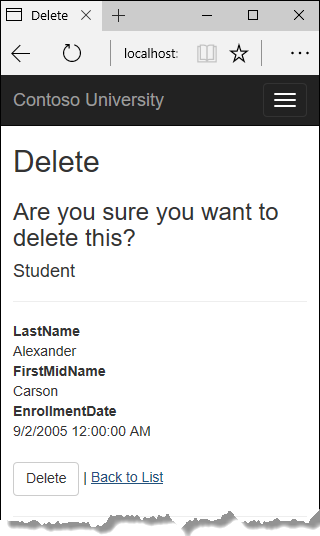 Delete
localhost:
Contoso University
Delete
Are you sure you want to
delete this?
Student
LastName
Alexander
FirstMidName
Carson
EnrollmentDate
9/2/2005 12:00:00 AM
Delete | Back to List